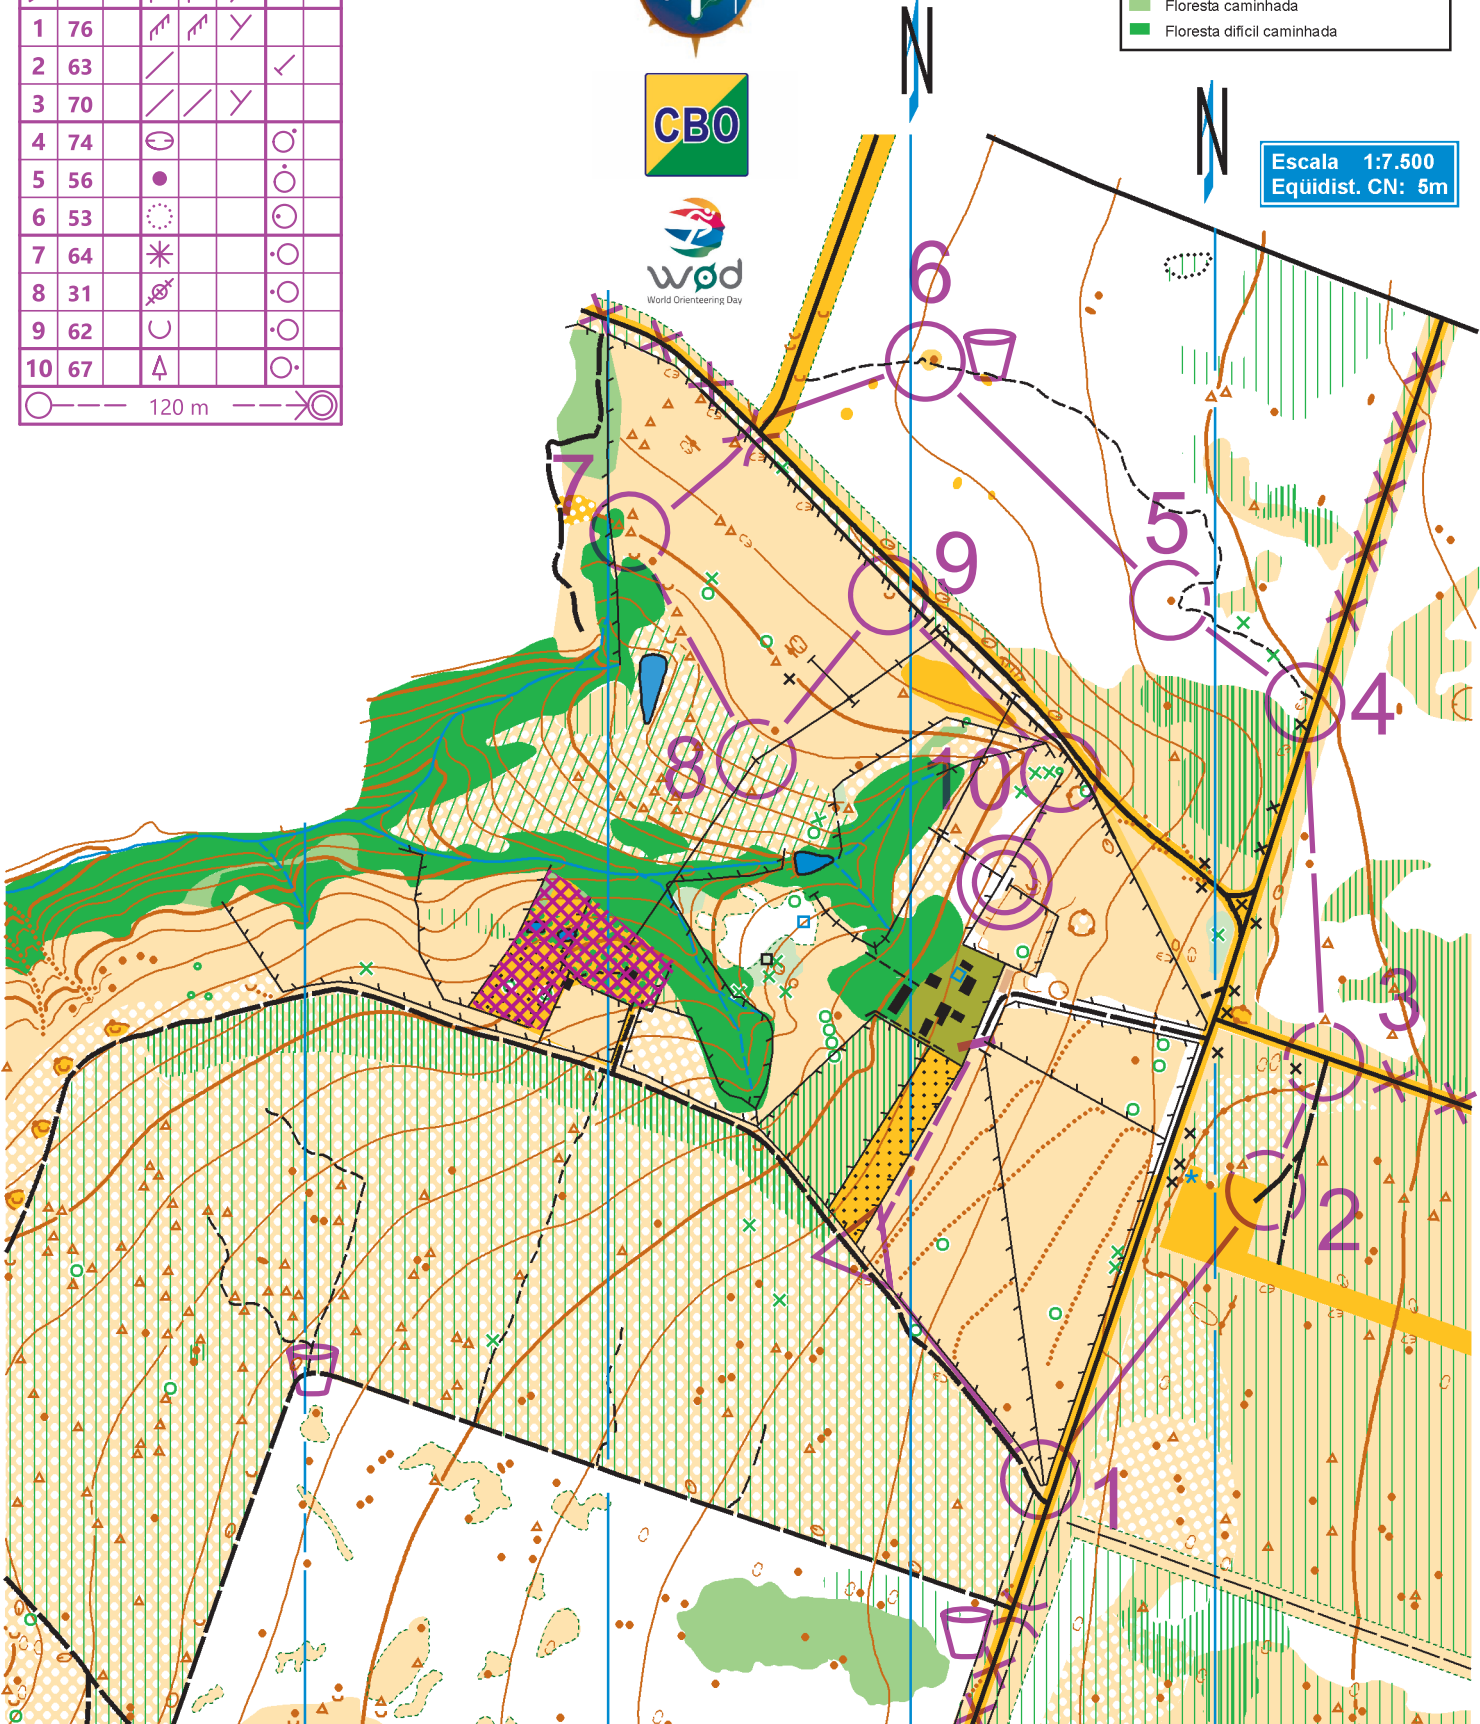 1 76
2 63
3 70
4 74
5 56
6 53
7 64
8 31
9 62
10 67
120 m
CBO
wod
World Orienteering Day
Floresta caminhada
Floresta difícil caminhada
N
N
Escala 1:7.500
Eqüidist. CN: 5m
6
7
5
9
4
8
10
3
2
1